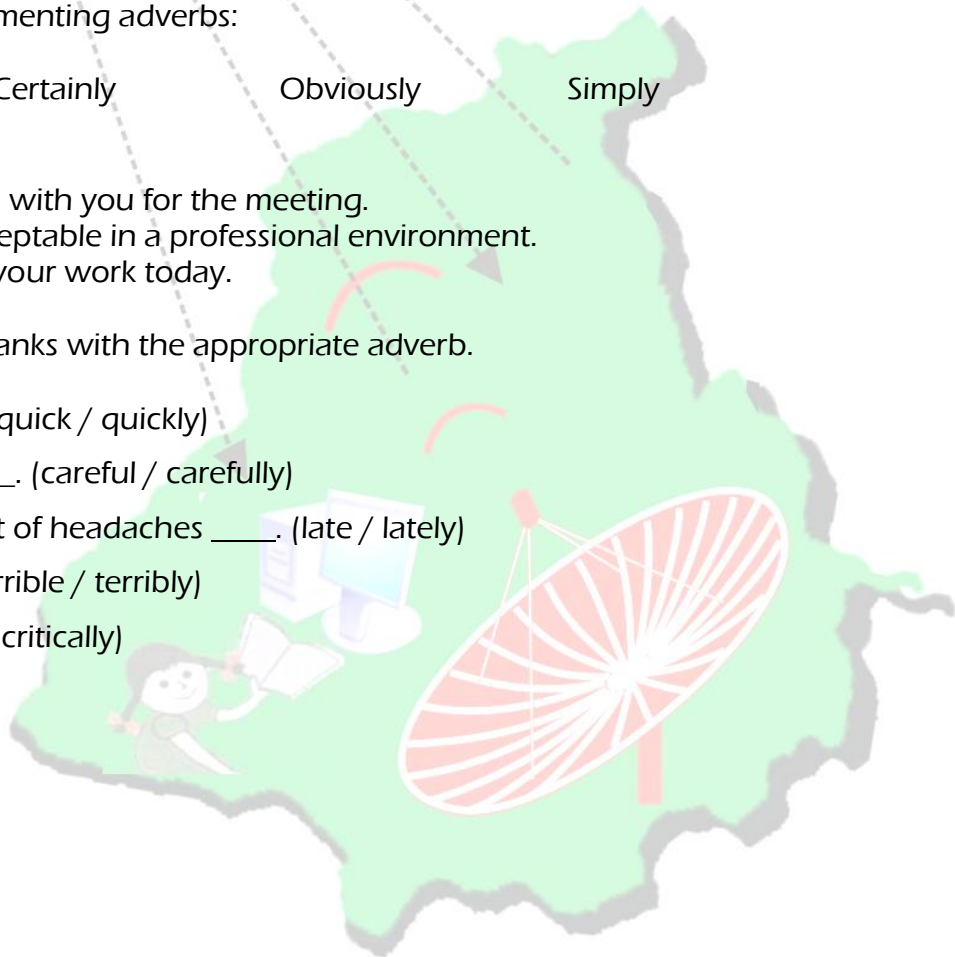 menting adverbs:
Certainly Obviously Simply
with you for the meeting.
eptable in a professional environment.
your work today.
anks with the appropriate adverb.
quick / quickly)
_. (careful / carefully)
t of headaches ____. (late / lately)
rrible / terribly)
critically)